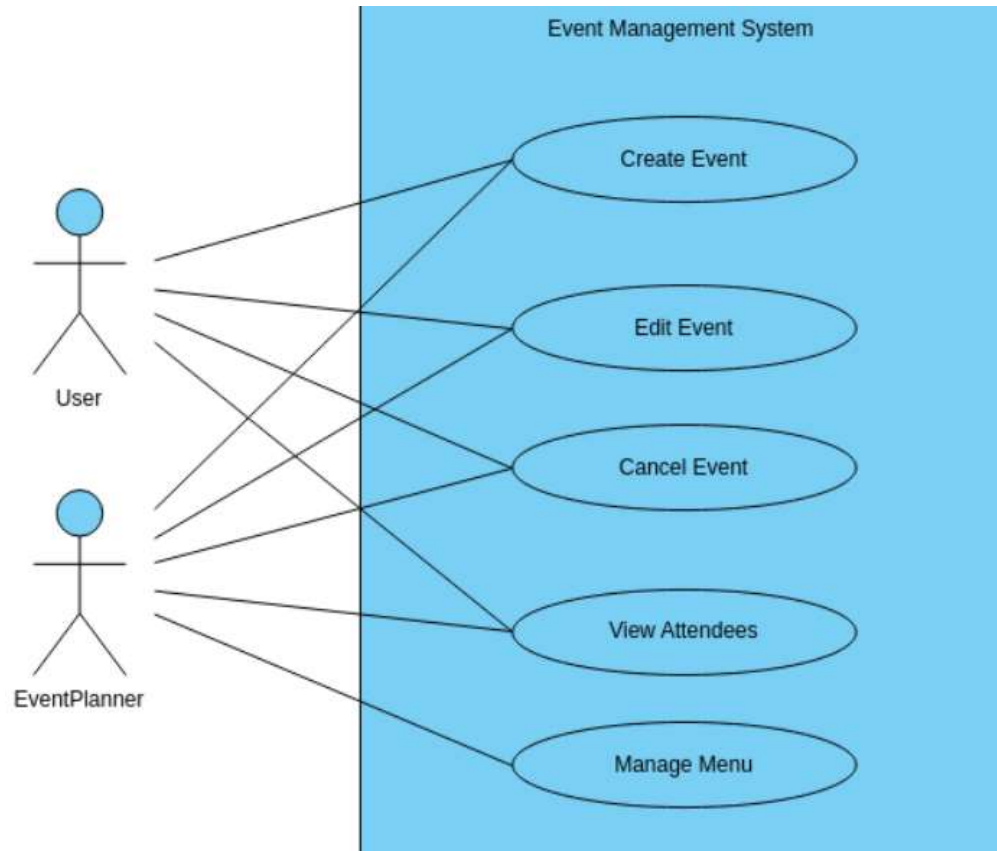 Event Management System
Create Event
Edit Event
User
Cancel Event
View Attendees
EventPlanner
Manage Menu